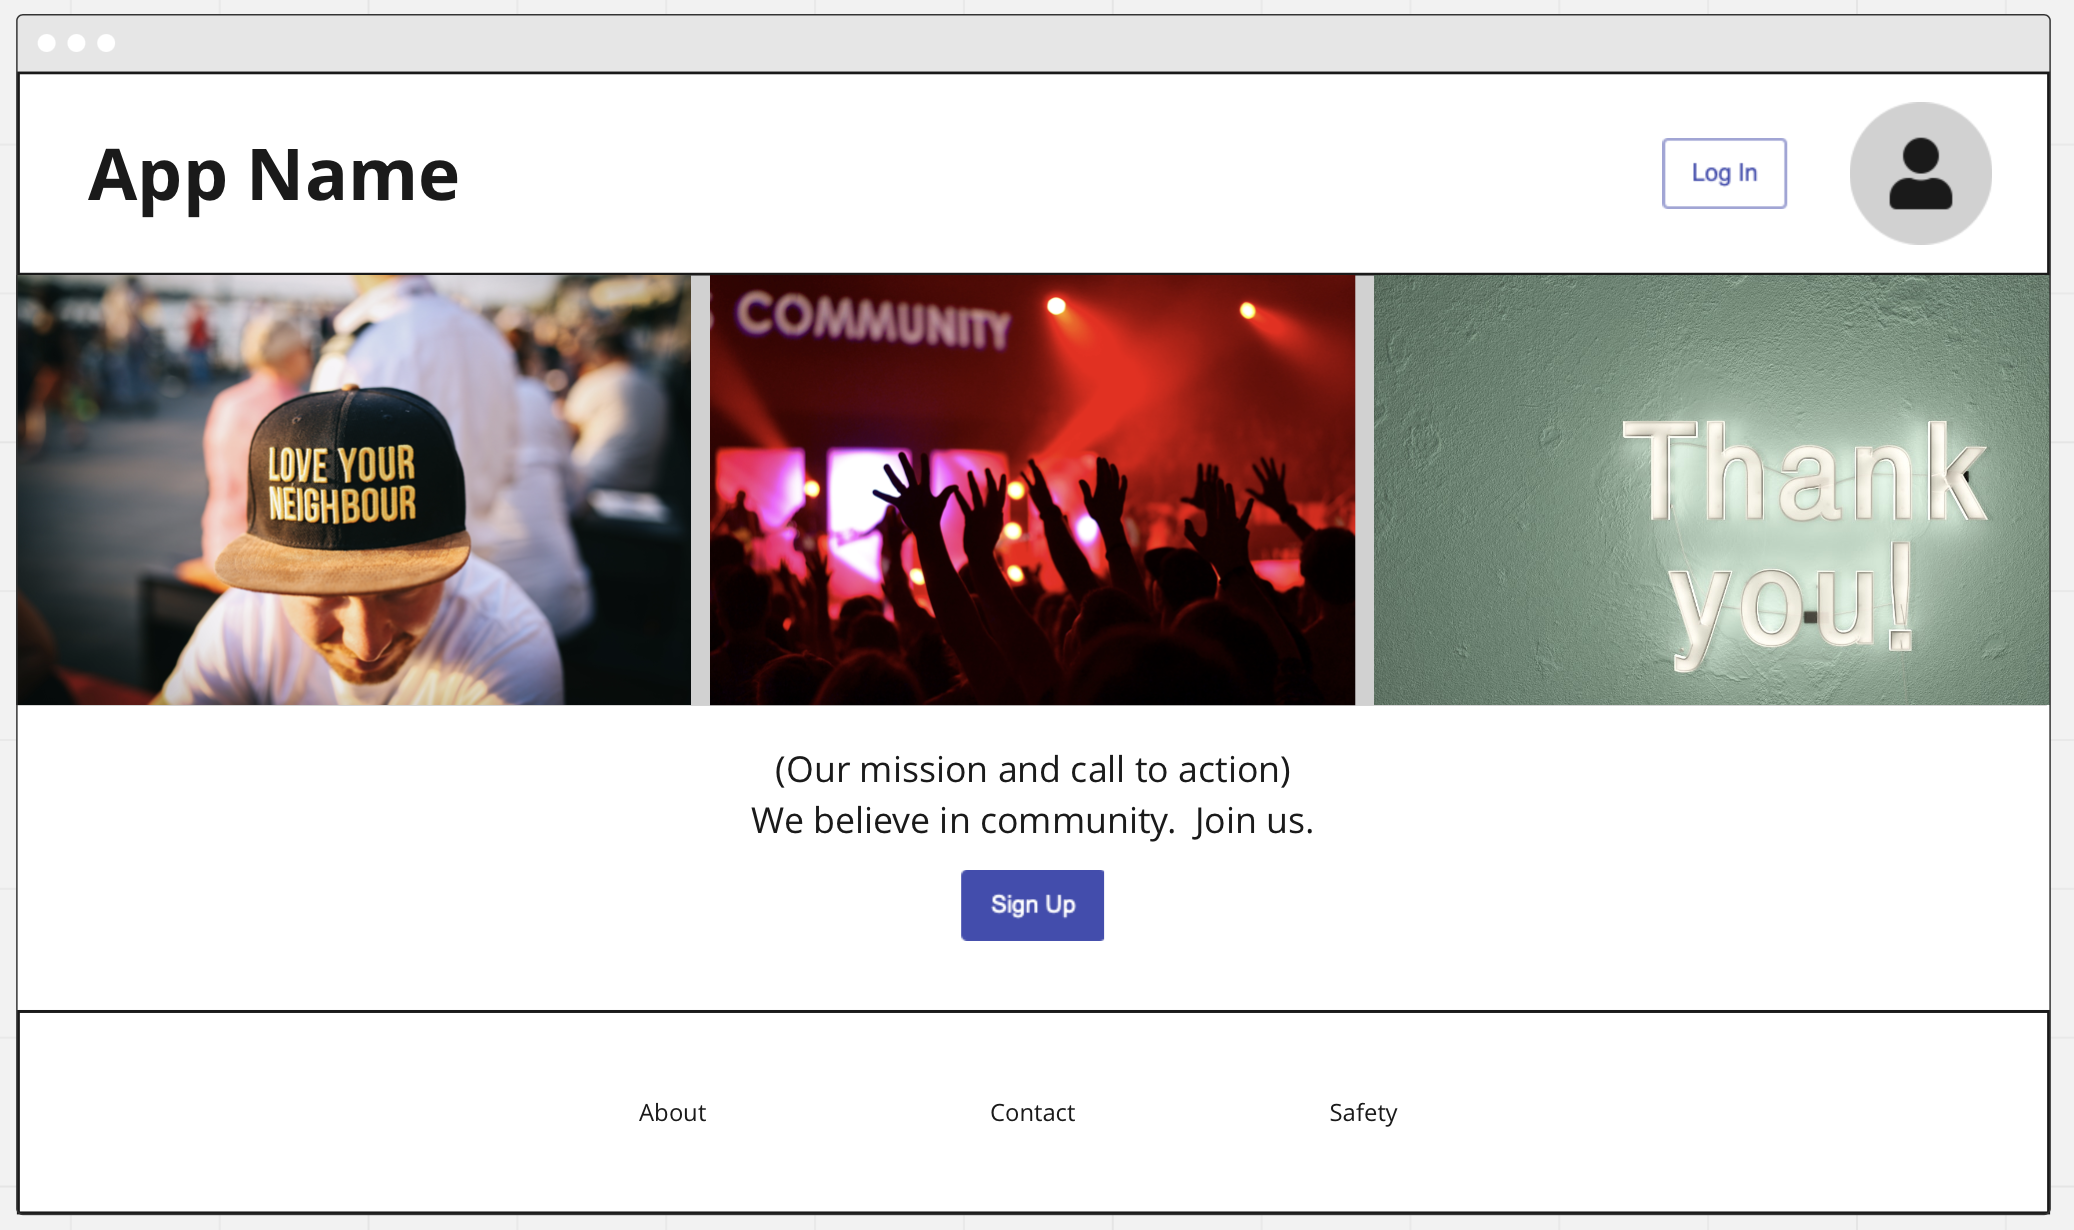 App Name
Log In
LOVE YOUR
NEIGHBOUR
COMMUNITY
Thank
you!
(Our mission and call to action)
We believe in community.  Join us.
Sign Up
About
Contact
Safety